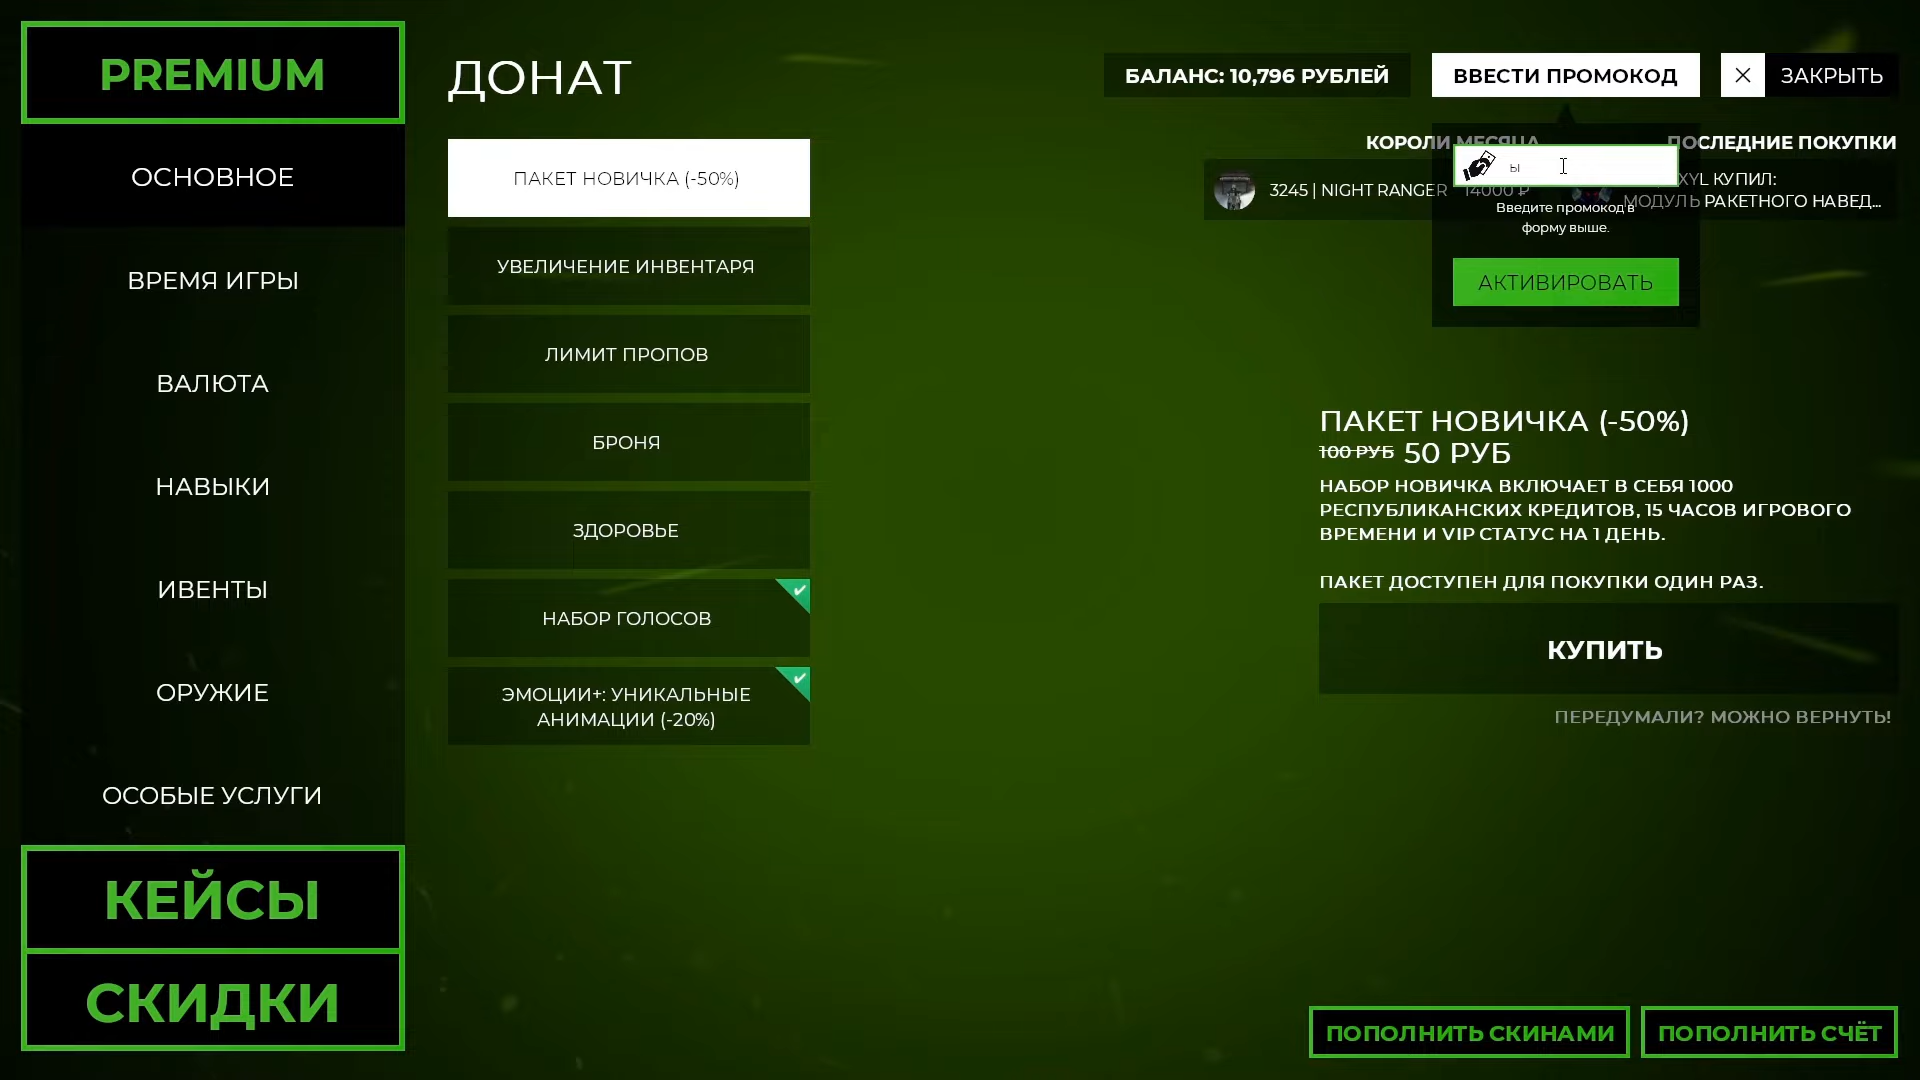 PREMIUM
ОСНОВНОЕ
ВРЕМЯ ИГРЫ
ВАЛЮТА
НАВЫКИ
ИВЕНТЫ
ОРУЖИЕ
ОСОБЫЕ УСЛУГИ
КЕЙСЫ
СКИДКИ
ДОНАТ
ПАКЕТ НОВИЧКА (-50%)
УВЕЛИЧЕНИЕ ИНВЕНТАРЯ
ЛИМИТ ПРОПОВ
БРОНЯ
ЗДОРОВЬЕ
НАБОР ГОЛОСОВ
ЭМОЦИИ+: УНИКАЛЬНЫЕ
АНИМАЦИИ (-20%)
БАЛАНС: 10,796 РУБЛЕЙ
ВВЕСТИ ПРОМОКОД
ЗАКРЫТЬ
КОРОЛИ МЕСЯЦА
ПОСЛЕДНИЕ ПОКУПКИ
3245 | NIGHT RANGER 14000 ₽
КУПИЛ:
МОДУЛЬ РАКЕТНОГО НАВЕД...
ы
Введите промокод в
форму выше.
АКТИВИРОВАТЬ
ПАКЕТ НОВИЧКА (-50%)
100 РУБ 50 РУБ
НАБОР НОВИЧКА ВКЛЮЧАЕТ В СЕБЯ 1000
РЕСПУБЛИКАНСКИХ КРЕДИТОВ, 15 ЧАСОВ ИГРОВОГО
ВРЕМЕНИ И VIP СТАТУС НА 1 ДЕНЬ.
ПАКЕТ ДОСТУПЕН ДЛЯ ПОКУПКИ ОДИН РАЗ.
КУПИТЬ
ПЕРЕДУМАЛИ? МОЖНО ВЕРНУТЬ!
ПОПОЛНИТЬ СКИНАМИ
ПОПОЛНИТЬ СЧЁТ